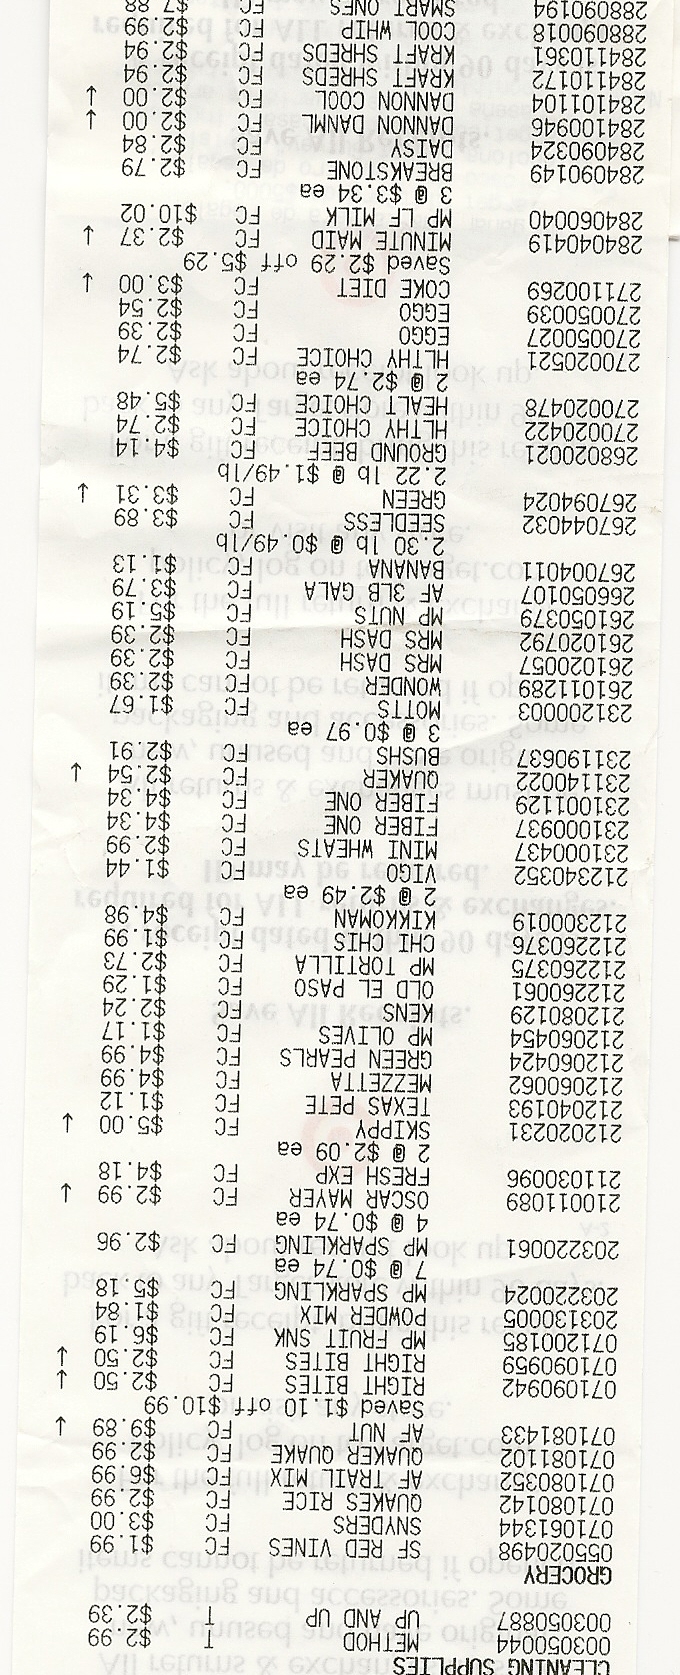 CLEANING SUPPLIES
003050044 METHOD T $2.99
003050887 UP AND UP T $2.39
GROCERY
055020498 SF RED VINES FC $1.99
071061344 SNYDERS FC $3.00
071080142 QUAKES RICE FC $2.99
071080352 AF TRAIL MIX FC $6.99
071081102 QUAKER QUAKE FC $2.99
071081433 AF NUT FC $9.89 ↓
Saved $1.10 off $10.99
071090942 RIGHT BITES FC $2.50 ↓
071090959 RIGHT BITES FC $2.50 ↓
071200185 MP FRUIT SNK FC $6.19
203130005 POWDER MIX FC $1.84
203220024 MP SPARKLING FC $5.18
7 @ $0.74 ea
203220061 MP SPARKLING FC $2.96
4 @ $0.74 ea
210011089 OSCAR MAYER FC $2.99 ↓
211030096 FRESH EXP FC $4.18
2 @ $2.09 ea
212020231 SKIPPY FC $5.00 ↓
212040193 TEXAS PETE FC $1.12
212060062 MEZZETTA FC $4.99
212060424 GREEN PEARLS FC $4.99
212060454 MP OLIVES FC $1.17
212080129 KENS FC $2.24
212260061 OLD EL PASO FC $1.29
212260375 MP TORTILLA FC $2.73
212260376 CHI CHIS FC $1.99
212300019 KIKKOMAN FC $4.98
2 @ $2.49 ea
212340352 VIGO FC $1.44
231000437 MINI WHEATS FC $2.99
231000937 FIBER ONE FC $4.34
231001129 FIBER ONE FC $4.34
231140022 QUAKER FC $2.54 ↓
231190637 BUSHS FC $2.91
3 @ $0.97 ea
231200003 MOTTS FC $1.67
261011289 WONDER FC $2.39
261020057 MRS DASH FC $2.39
261020792 MRS DASH FC $2.39
261050379 MP NUTS FC $5.19
266050107 AF 3LB GALA FC $3.79
267004011 BANANA FC $1.13
2.30 lb @ $0.49/lb
267044032 SEEDLESS FC $3.89
267094024 GREEN FC $3.31 ↓
2.22 lb @ $1.49/lb
268020021 GROUND BEEF FC $4.14
270020422 HLTHY CHOICE FC $2.74
270020478 HEALT CHOICE FC $5.48
2 @ $2.74 ea
270020521 HLTHY CHOICE FC $2.74
270050027 EGGO FC $2.39
270050039 EGGO FC $2.54
271100269 COKE DIET FC $3.00 ↓
Saved $2.29 off $5.29
284040419 MINUTE MAID FC $2.37 ↓
284060040 MP LF MILK FC $10.02
3 @ $3.34 ea
284090149 BREAKSTONE FC $2.79
284090324 DAISY FC $2.84
284100946 DANNON DANML FC $2.00 ↓
284101104 DANNON COOL FC $2.00 ↓
284110172 KRAFT SHREDS FC $2.94
284110361 KRAFT SHREDS FC $2.94
288090018 COOL WHIP FC $2.99
288090194 SMART ONES FC $7.88